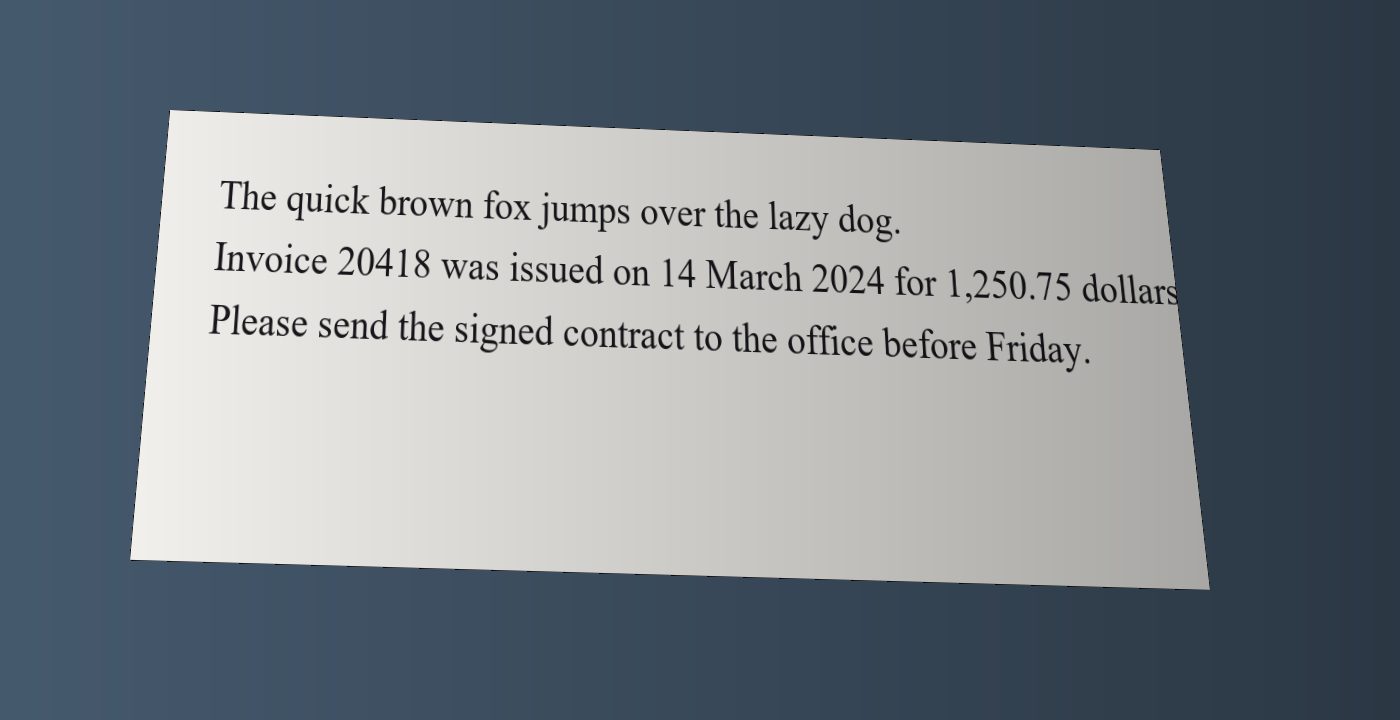 The quick brown fox jumps over the lazy dog.
Invoice 20418 was issued on 14 March 2024 for 1,250.75 dollars
Please send the signed contract to the office before Friday.